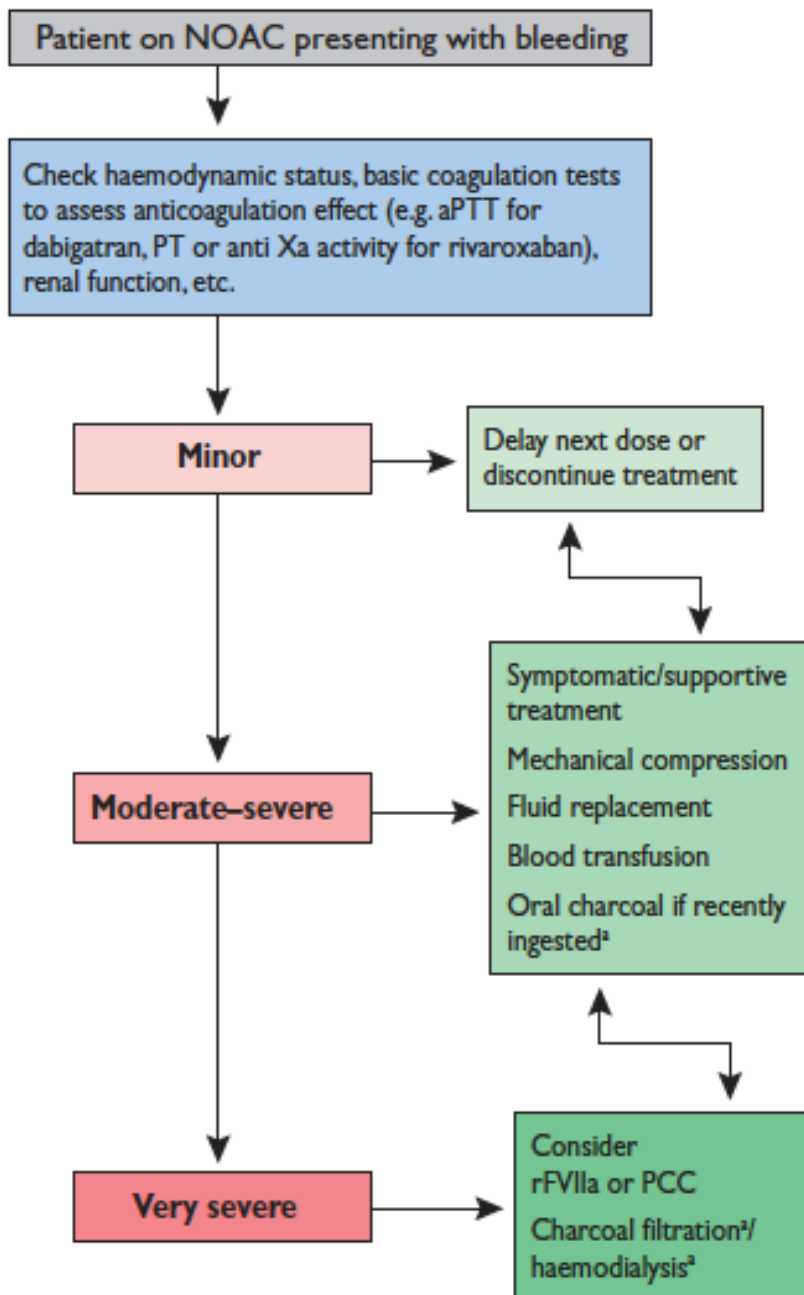 Patient on NOAC presenting with bleeding
Check haemodynamic status, basic coagulation tests
to assess anticoagulation effect (e.g. aPTT for
dabigatran, PT or anti Xa activity for rivaroxaban),
renal function, etc.
Minor
Delay next dose or
discontinue treatment
Symptomatic/supportive
treatment
Mechanical compression
Fluid replacement
Blood transfusion
Oral charcoal if recently
ingestedª
Moderate–severe
Consider
rFVIIa or PCC
Charcoal filtrationª/
haemodialysisª
Very severe